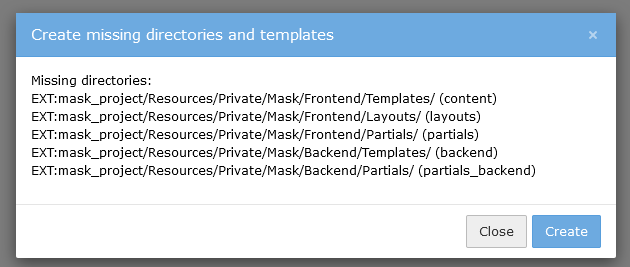 Create missing directories and templates ×
Missing directories:
EXT:mask_project/Resources/Private/Mask/Frontend/Templates/ (content)
EXT:mask_project/Resources/Private/Mask/Frontend/Layouts/ (layouts)
EXT:mask_project/Resources/Private/Mask/Frontend/Partials/ (partials)
EXT:mask_project/Resources/Private/Mask/Backend/Templates/ (backend)
EXT:mask_project/Resources/Private/Mask/Backend/Partials/ (partials_backend)
Close Create